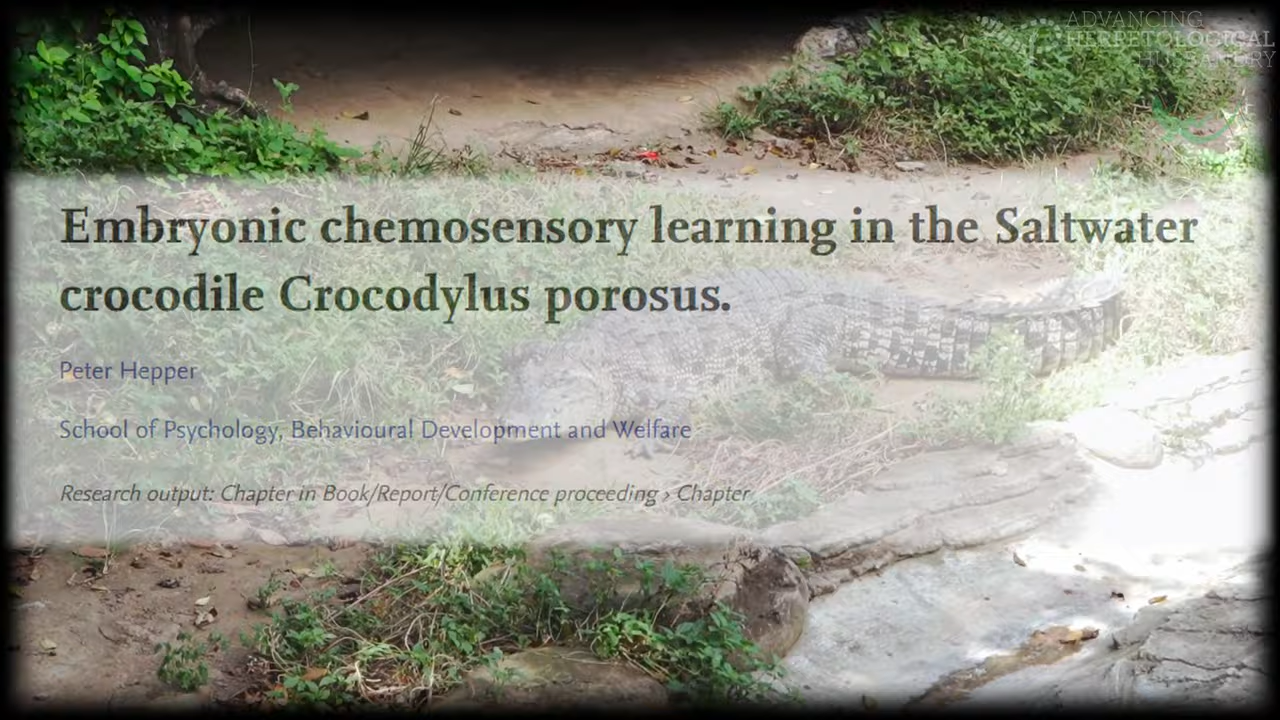 ADVANCING
HERPETOLOGICAL
HUSBANDRY
Embryonic chemosensory learning in the Saltwater
crocodile Crocodylus porosus.
Peter Hepper
School of Psychology, Behavioural Development and Welfare
Research output: Chapter in Book/Report/Conference proceeding › Chapter